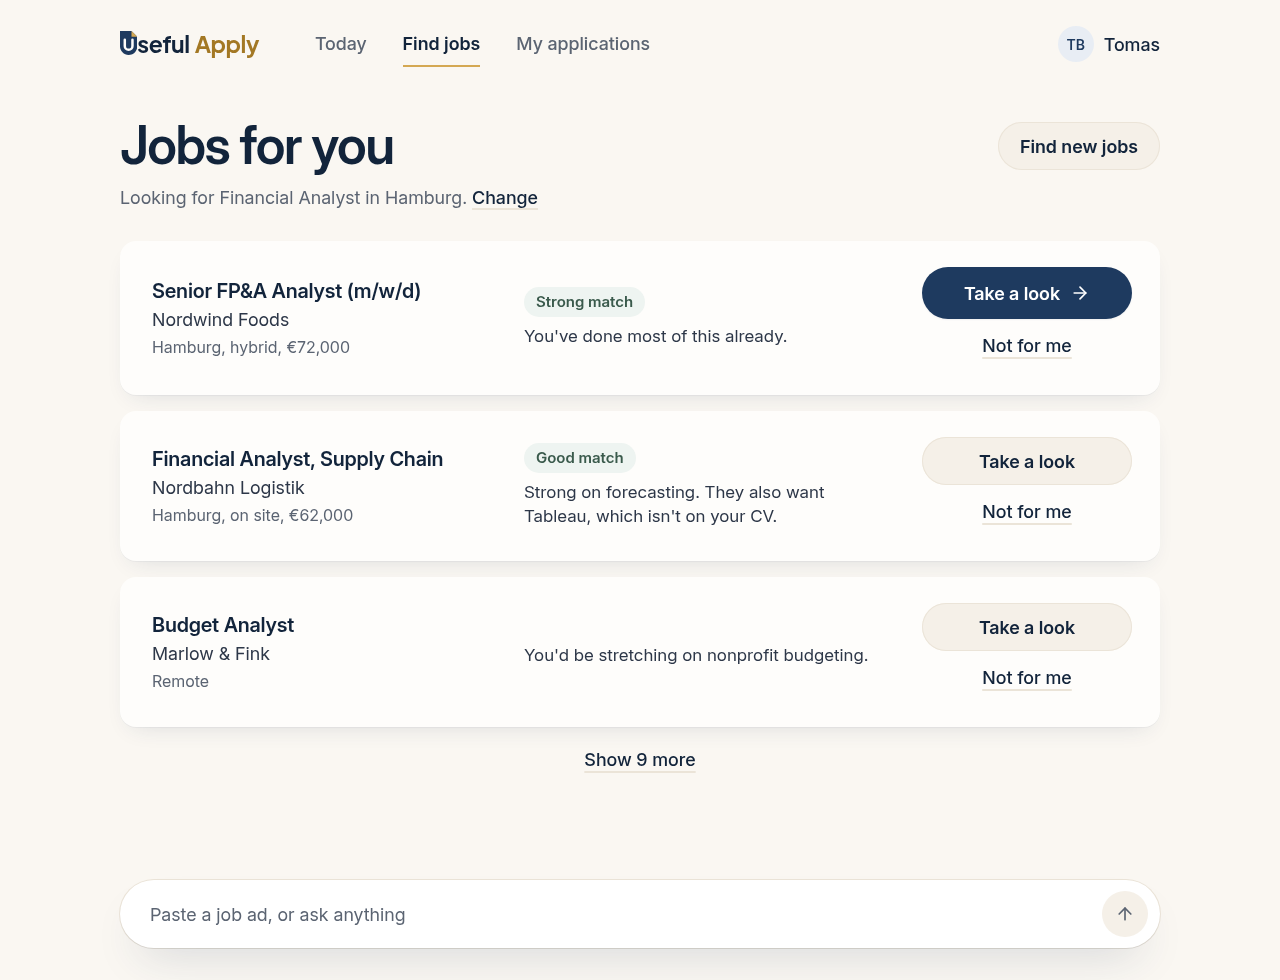 Useful Apply
Today
Find jobs
My applications
TB
Tomas
Jobs for you
Find new jobs
Looking for Financial Analyst in Hamburg. Change
Senior FP&A Analyst (m/w/d)
Nordwind Foods
Hamburg, hybrid, €72,000
Strong match
You've done most of this already.
Take a look
Not for me
Financial Analyst, Supply Chain
Nordbahn Logistik
Hamburg, on site, €62,000
Good match
Strong on forecasting. They also want
Tableau, which isn't on your CV.
Take a look
Not for me
Budget Analyst
Marlow & Fink
Remote
You'd be stretching on nonprofit budgeting.
Take a look
Not for me
Show 9 more
Paste a job ad, or ask anything